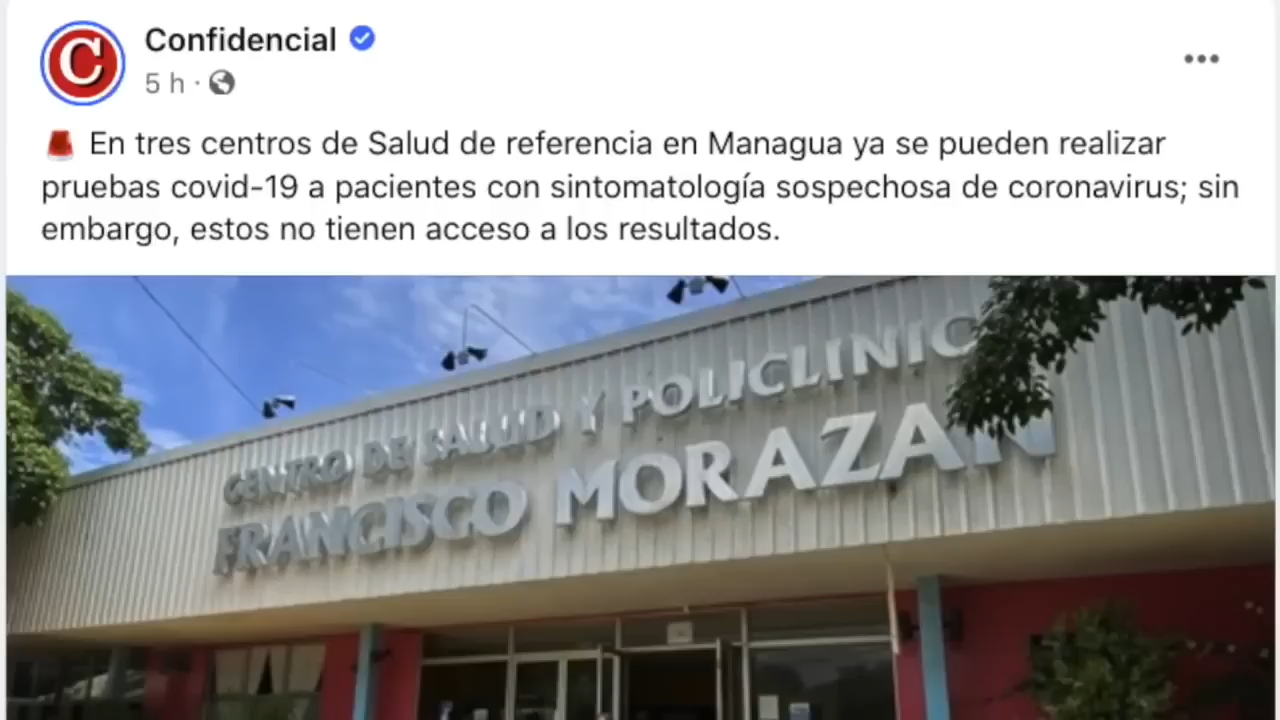 C
Confidencial
5 h ·
En tres centros de Salud de referencia en Managua ya se pueden realizar
pruebas covid-19 a pacientes con sintomatología sospechosa de coronavirus; sin
embargo, estos no tienen acceso a los resultados.
CENTRO DE SALUD Y POLICLINIC
FRANCISCO MORAZAN